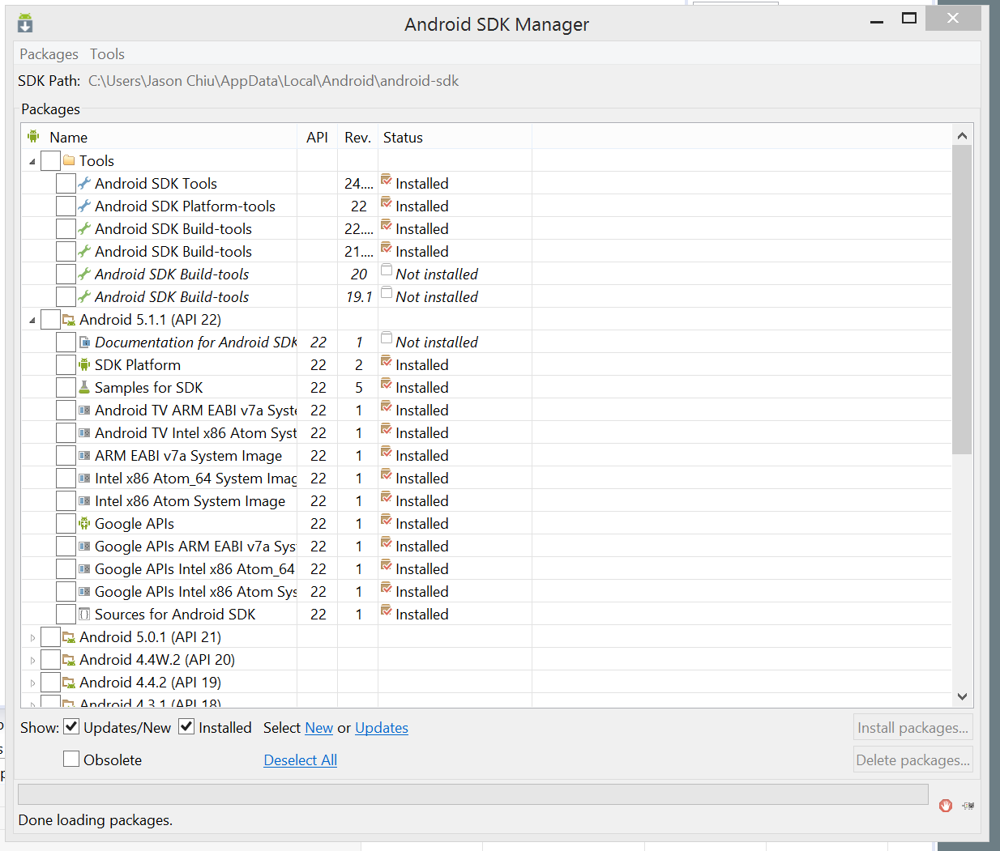 Android SDK Manager
Packages Tools
SDK Path: C:\Users\Jason Chiu\AppData\Local\Android\android-sdk
Packages
Name API Rev. Status
Tools
Android SDK Tools 24.... Installed
Android SDK Platform-tools 22 Installed
Android SDK Build-tools 22.... Installed
Android SDK Build-tools 21.... Installed
Android SDK Build-tools 20 Not installed
Android SDK Build-tools 19.1 Not installed
Android 5.1.1 (API 22)
Documentation for Android SDK 22 1 Not installed
SDK Platform 22 2 Installed
Samples for SDK 22 5 Installed
Android TV ARM EABI v7a Syste 22 1 Installed
Android TV Intel x86 Atom Syst 22 1 Installed
ARM EABI v7a System Image 22 1 Installed
Intel x86 Atom_64 System Imag 22 1 Installed
Intel x86 Atom System Image 22 1 Installed
Google APIs 22 1 Installed
Google APIs ARM EABI v7a Sys 22 1 Installed
Google APIs Intel x86 Atom_64 22 1 Installed
Google APIs Intel x86 Atom Sys 22 1 Installed
Sources for Android SDK 22 1 Installed
Android 5.0.1 (API 21)
Android 4.4W.2 (API 20)
Android 4.4.2 (API 19)
Android 4.3.1 (API 18)
Show: Updates/New Installed Select New or Updates Install packages...
Obsolete Deselect All Delete packages...
Done loading packages.